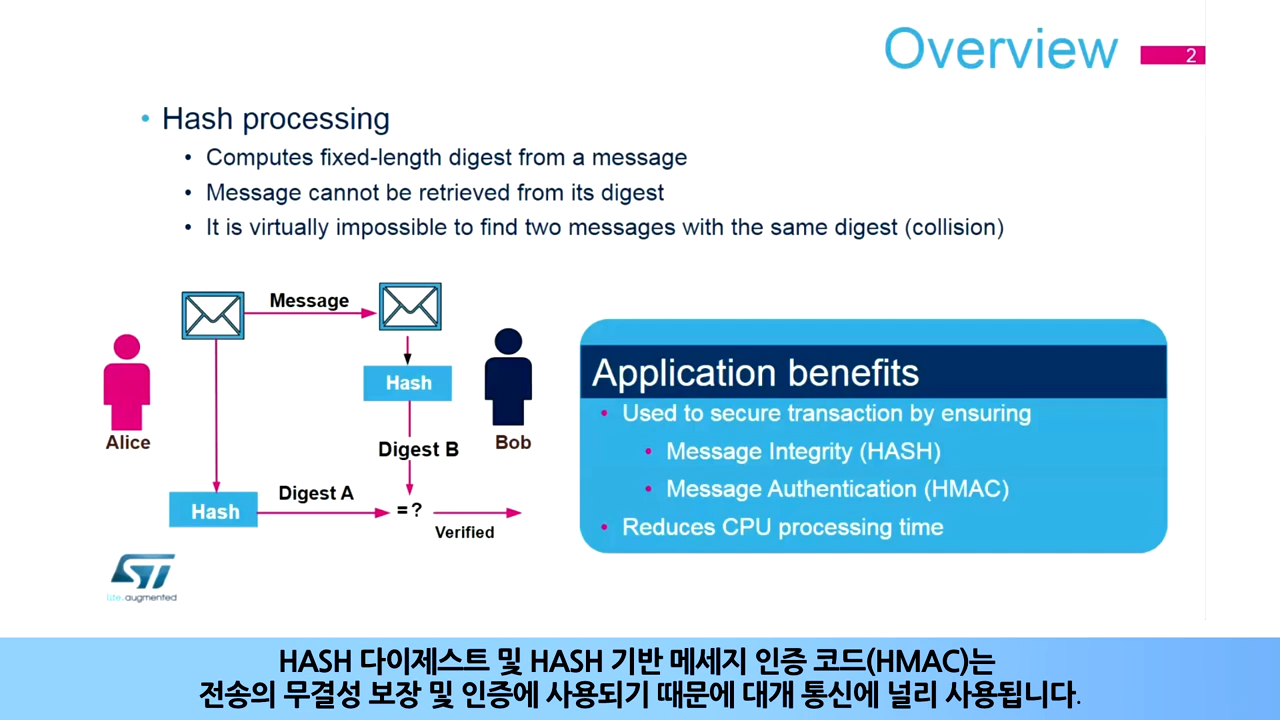 Overview
2
• Hash processing
• Computes fixed-length digest from a message
• Message cannot be retrieved from its digest
• It is virtually impossible to find two messages with the same digest (collision)
Message
Hash
Alice
Digest B
Bob
Hash
Digest A
= ?
Verified
Application benefits
• Used to secure transaction by ensuring
• Message Integrity (HASH)
• Message Authentication (HMAC)
• Reduces CPU processing time
ST
life.augmented
HASH 다이제스트 및 HASH 기반 메세지 인증 코드(HMAC)는
전송의 무결성 보장 및 인증에 사용되기 때문에 대개 통신에 널리 사용됩니다.